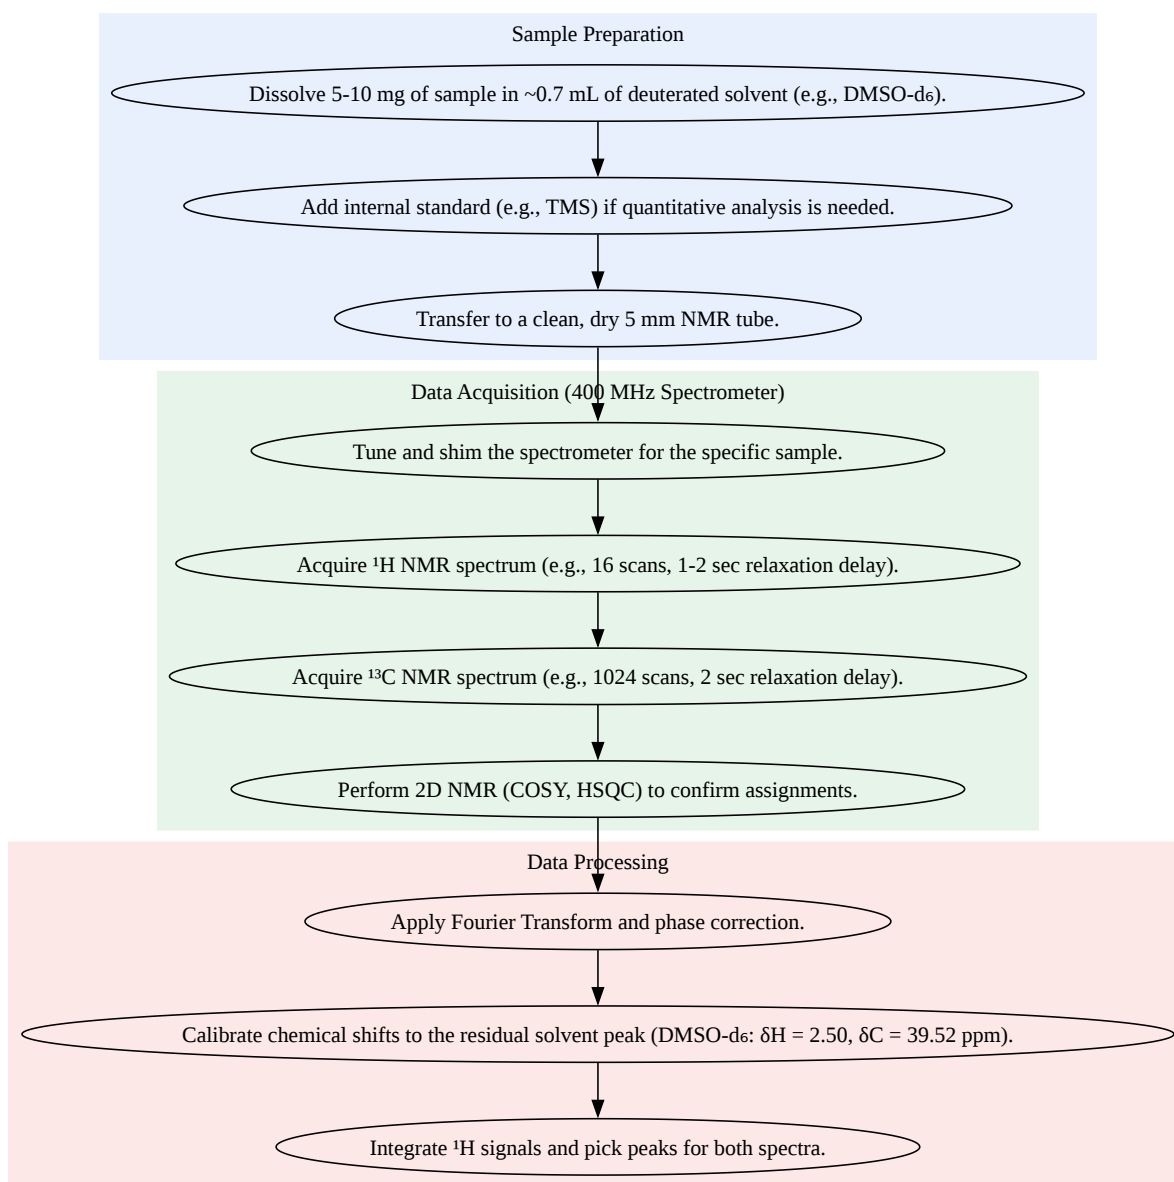 Sample Preparation
Dissolve 5-10 mg of sample in ~0.7 mL of deuterated solvent (e.g., DMSO-d₆).
Add internal standard (e.g., TMS) if quantitative analysis is needed.
Transfer to a clean, dry 5 mm NMR tube.
Data Acquisition (400 MHz Spectrometer)
Tune and shim the spectrometer for the specific sample.
Acquire ¹H NMR spectrum (e.g., 16 scans, 1-2 sec relaxation delay).
Acquire ¹³C NMR spectrum (e.g., 1024 scans, 2 sec relaxation delay).
Perform 2D NMR (COSY, HSQC) to confirm assignments.
Data Processing
Apply Fourier Transform and phase correction.
Calibrate chemical shifts to the residual solvent peak (DMSO-d₆: δH = 2.50, δC = 39.52 ppm).
Integrate ¹H signals and pick peaks for both spectra.